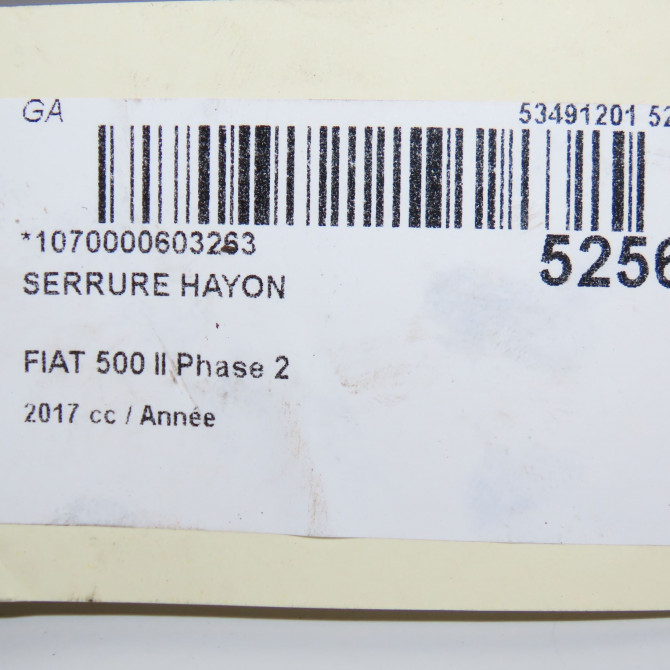 GA 53491201 52
*1070000603263
5256
SERRURE HAYON
FIAT 500 II Phase 2
2017 cc / Année